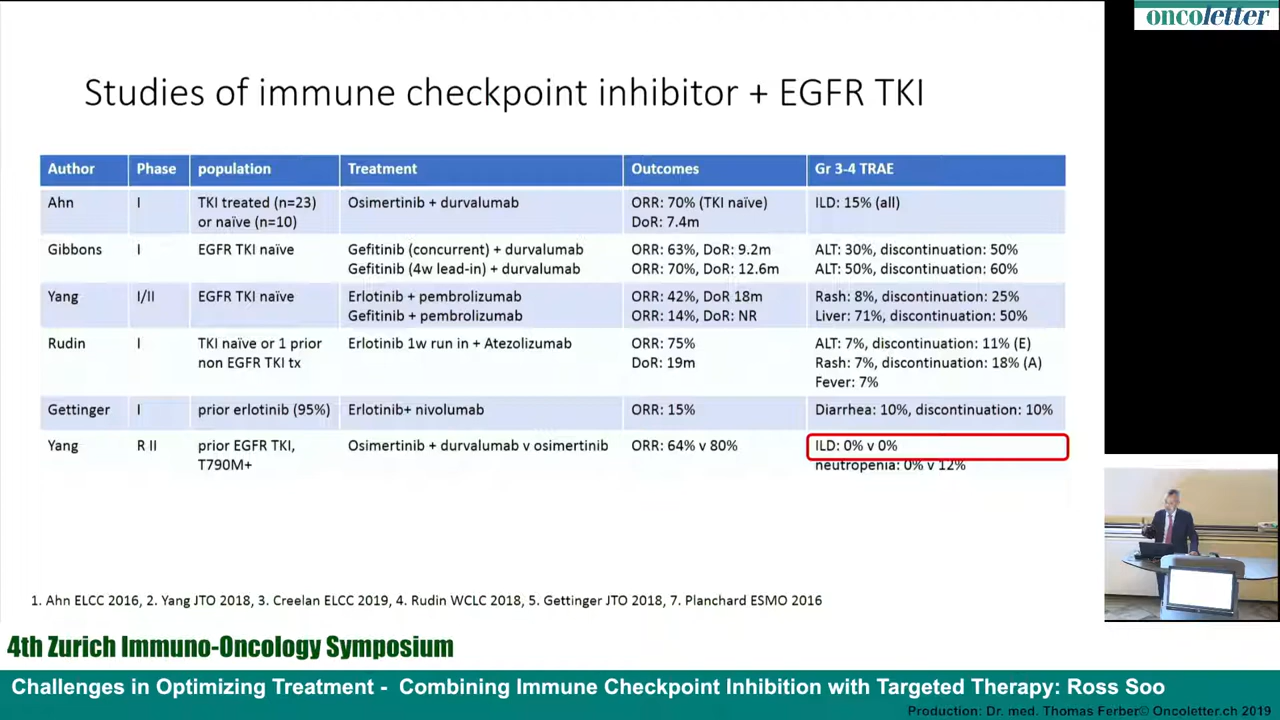 oncoletter
Studies of immune checkpoint inhibitor + EGFR TKI
Author Phase population Treatment Outcomes Gr 3-4 TRAE
Ahn I TKI treated (n=23) Osimertinib + durvalumab ORR: 70% (TKI naïve) ILD: 15% (all)
or naïve (n=10) DoR: 7.4m
Gibbons I EGFR TKI naïve Gefitinib (concurrent) + durvalumab ORR: 63%, DoR: 9.2m ALT: 30%, discontinuation: 50%
Gefitinib (4w lead-in) + durvalumab ORR: 70%, DoR: 12.6m ALT: 50%, discontinuation: 60%
Yang I/II EGFR TKI naïve Erlotinib + pembrolizumab ORR: 42%, DoR 18m Rash: 8%, discontinuation: 25%
Gefitinib + pembrolizumab ORR: 14%, DoR: NR Liver: 71%, discontinuation: 50%
Rudin I TKI naïve or 1 prior Erlotinib 1w run in + Atezolizumab ORR: 75% ALT: 7%, discontinuation: 11% (E)
non EGFR TKI tx DoR: 19m Rash: 7%, discontinuation: 18% (A)
Fever: 7%
Gettinger I prior erlotinib (95%) Erlotinib+ nivolumab ORR: 15% Diarrhea: 10%, discontinuation: 10%
Yang R II prior EGFR TKI, Osimertinib + durvalumab v osimertinib ORR: 64% v 80% ILD: 0% v 0%
T790M+ neutropenia: 0% v 12%
1. Ahn ELCC 2016, 2. Yang JTO 2018, 3. Creelan ELCC 2019, 4. Rudin WCLC 2018, 5. Gettinger JTO 2018, 7. Planchard ESMO 2016
4th Zurich Immuno-Oncology Symposium
Challenges in Optimizing Treatment - Combining Immune Checkpoint Inhibition with Targeted Therapy: Ross Soo
Production: Dr. med. Thomas Ferber© Oncoletter.ch 2019